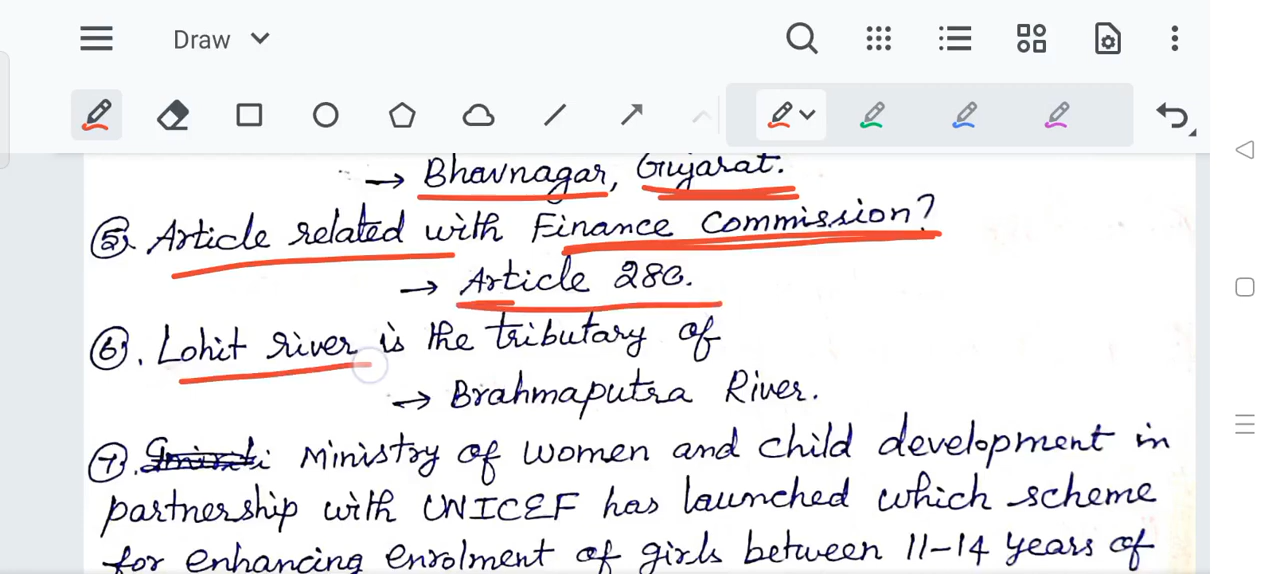 Draw
→ Bhavnagar, Gujarat.
⑤. Article related with Finance Commission?
→ Article 280.
⑥. Lohit river is the tributary of
→ Brahmaputra River.
⑦. Ministry of women and child development in
partnership with UNICEF has launched which scheme
for enhancing enrolment of girls between 11-14 years of